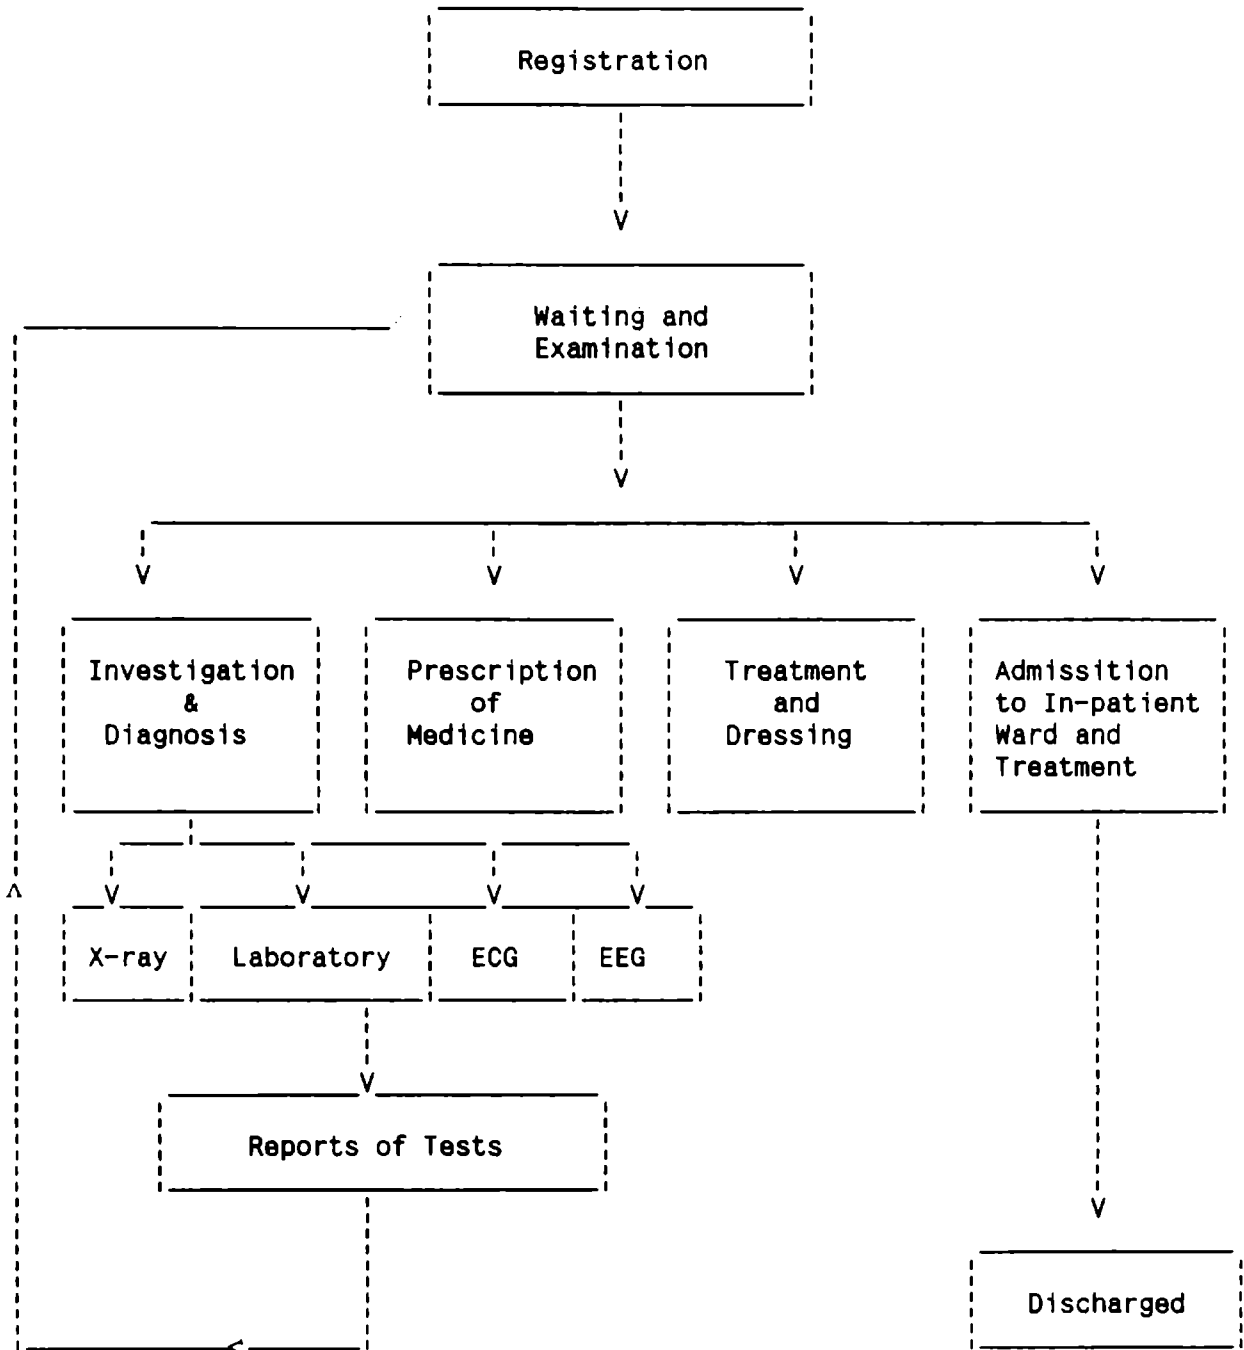 Registration
Waiting and
Examination
Investigation
&
Diagnosis
Prescription
of
Medicine
Treatment
and
Dressing
Admissition
to In-patient
Ward and
Treatment
X-ray
Laboratory
ECG
EEG
Reports of Tests
Discharged